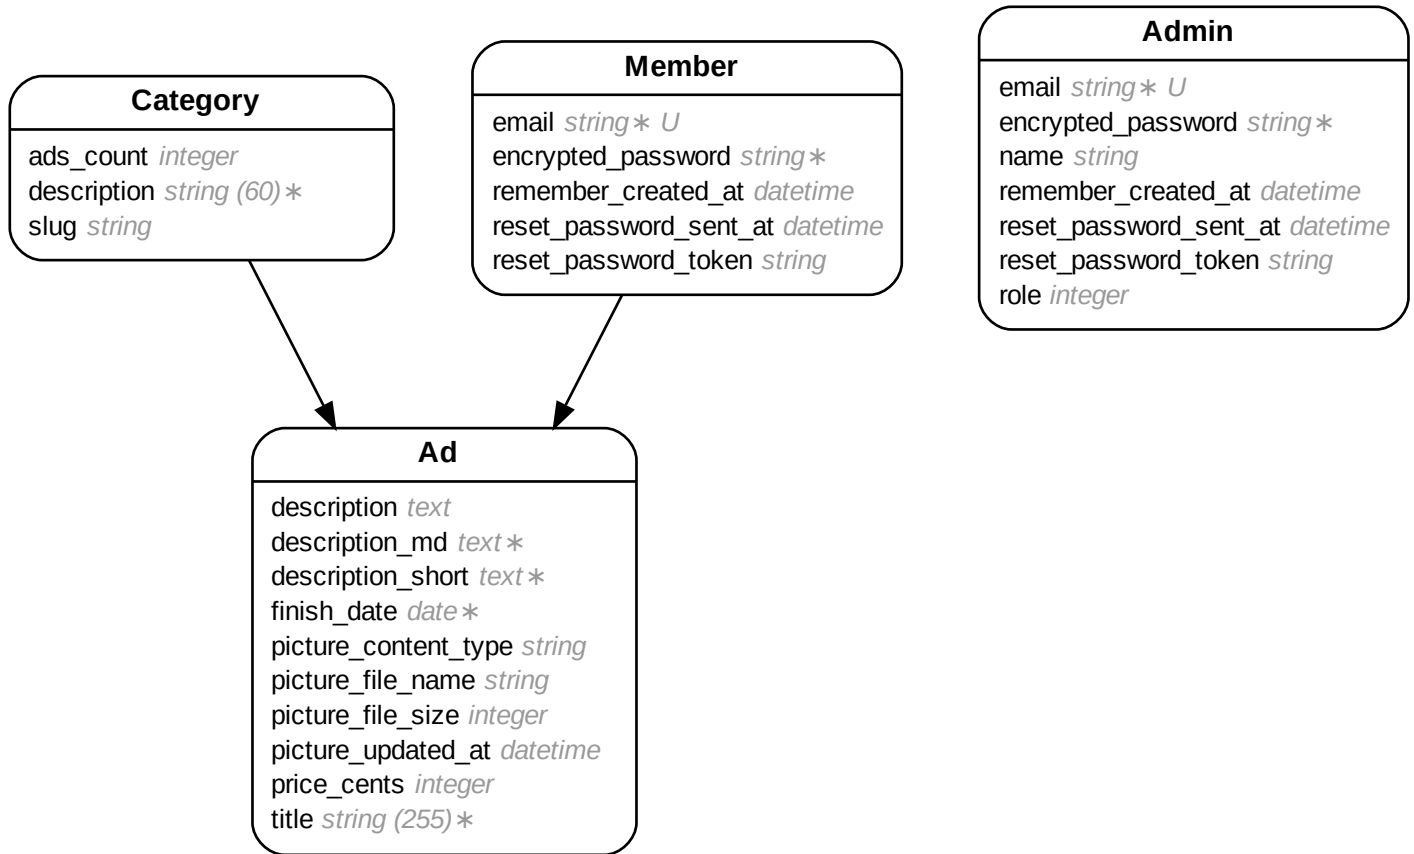 Category
ads_count integer
description string (60)∗
slug string
Member
email string∗ U
encrypted_password string∗
remember_created_at datetime
reset_password_sent_at datetime
reset_password_token string
Admin
email string∗ U
encrypted_password string∗
name string
remember_created_at datetime
reset_password_sent_at datetime
reset_password_token string
role integer
Ad
description text
description_md text∗
description_short text∗
finish_date date∗
picture_content_type string
picture_file_name string
picture_file_size integer
picture_updated_at datetime
price_cents integer
title string (255)∗